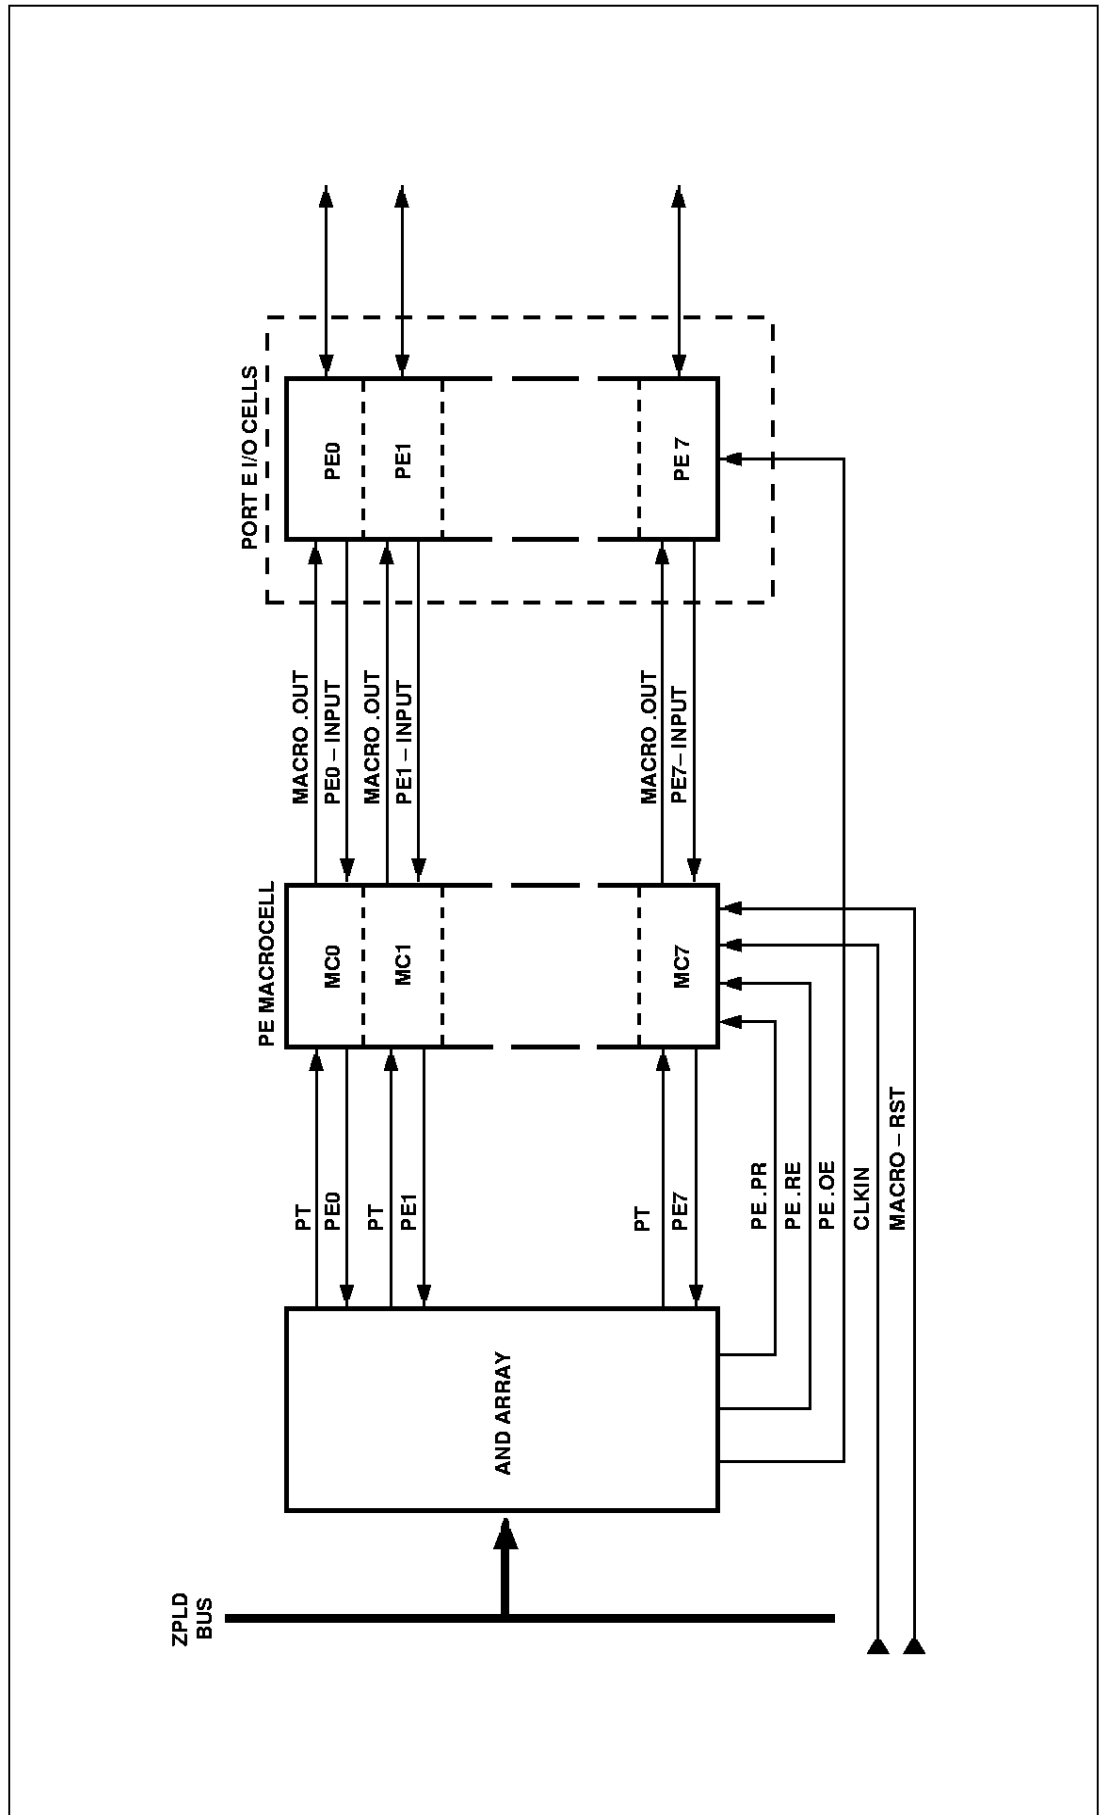 ZPLD
BUS
AND ARRAY
PT
PE0
PT
PE1
PT
PE7
PE .PR
PE .RE
PE .OE
CLKIN
MACRO – RST
PE MACROCELL
MC0
MC1
MC7
MACRO .OUT
PE0 – INPUT
MACRO .OUT
PE1 – INPUT
MACRO .OUT
PE7– INPUT
PORT E I/O CELLS
PE0
PE1
PE 7